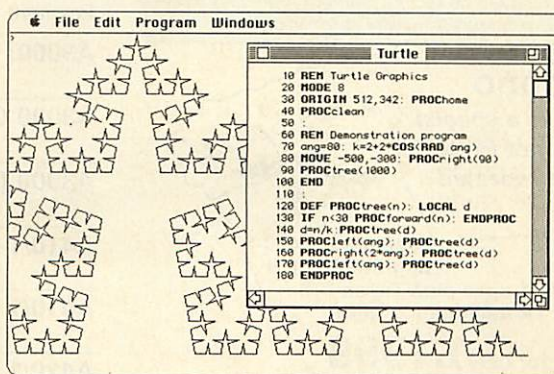 File Edit Program Windows
Turtle
10 REM Turtle Graphics
20 MODE 8
30 ORIGIN 512,342: PROChome
40 PROCclean
50 :
60 REM Demonstration program
70 ang=80: k=2+2*COS(RAD ang)
80 MOVE -500,-300: PROCright(90)
90 PROCtree(1000)
100 END
110 :
120 DEF PROCtree(n): LOCAL d
130 IF n<30 PROCforward(n): ENDPROC
140 d=n/k:PROCtree(d)
150 PROCleft(ang): PROCtree(d)
160 PROCright(2*ang): PROCtree(d)
170 PROCleft(ang): PROCtree(d)
180 ENDPROC